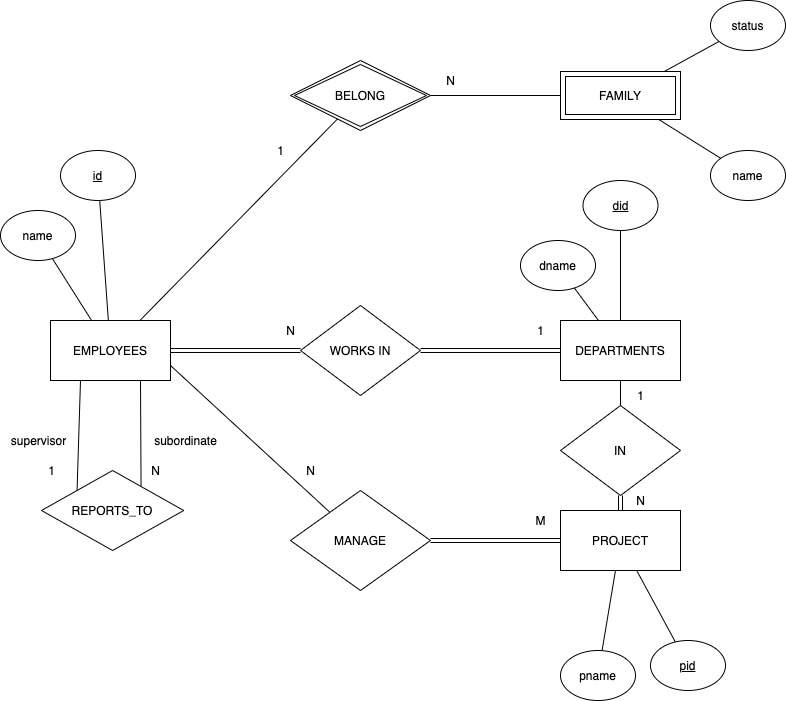 status
BELONG
N
FAMILY
1
id
name
name
did
dname
N
1
EMPLOYEES
WORKS IN
DEPARTMENTS
1
supervisor
subordinate
IN
1
N
N
N
REPORTS_TO
M
MANAGE
PROJECT
pname
pid